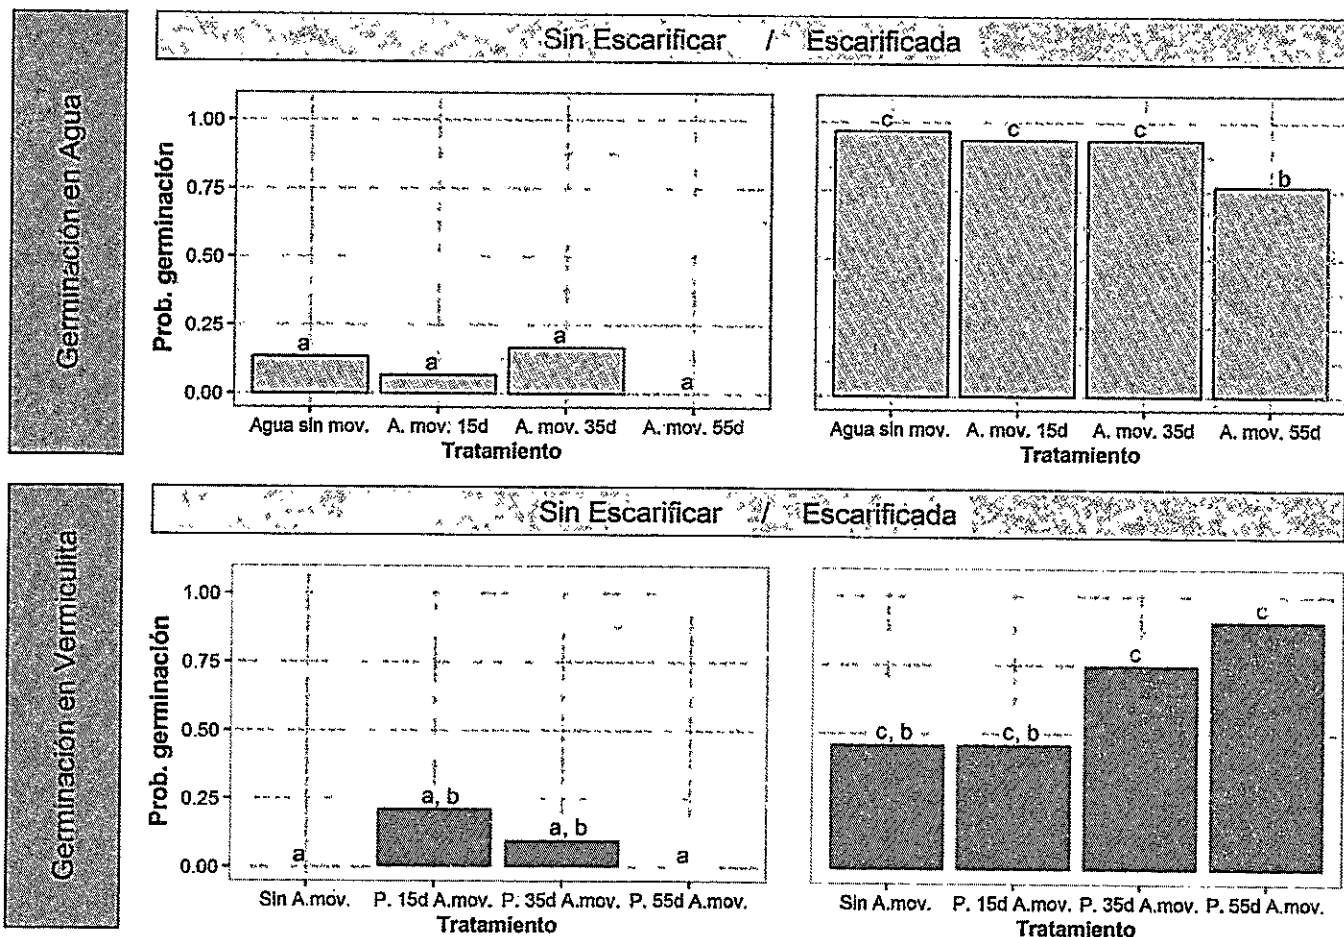 Germinación en Agua
Sin Escarificar / Escarificada
Prob. germinación
1.00
0.75
0.50
0.25
0.00
a
a
a
a
Agua sin mov. A. mov. 15d A. mov. 35d A. mov. 55d
Tratamiento
c
c
c
b
Agua sin mov. A. mov. 15d A. mov. 35d A. mov. 55d
Tratamiento
Germinación en Vermiculita
Sin Escarificar / Escarificada
Prob. germinación
1.00
0.75
0.50
0.25
0.00
a
a, b
a, b
a
Sin A.mov. P. 15d A.mov. P. 35d A.mov. P. 55d A.mov.
Tratamiento
c, b
c, b
c
c
Sin A.mov. P. 15d A.mov. P. 35d A.mov. P. 55d A.mov.
Tratamiento